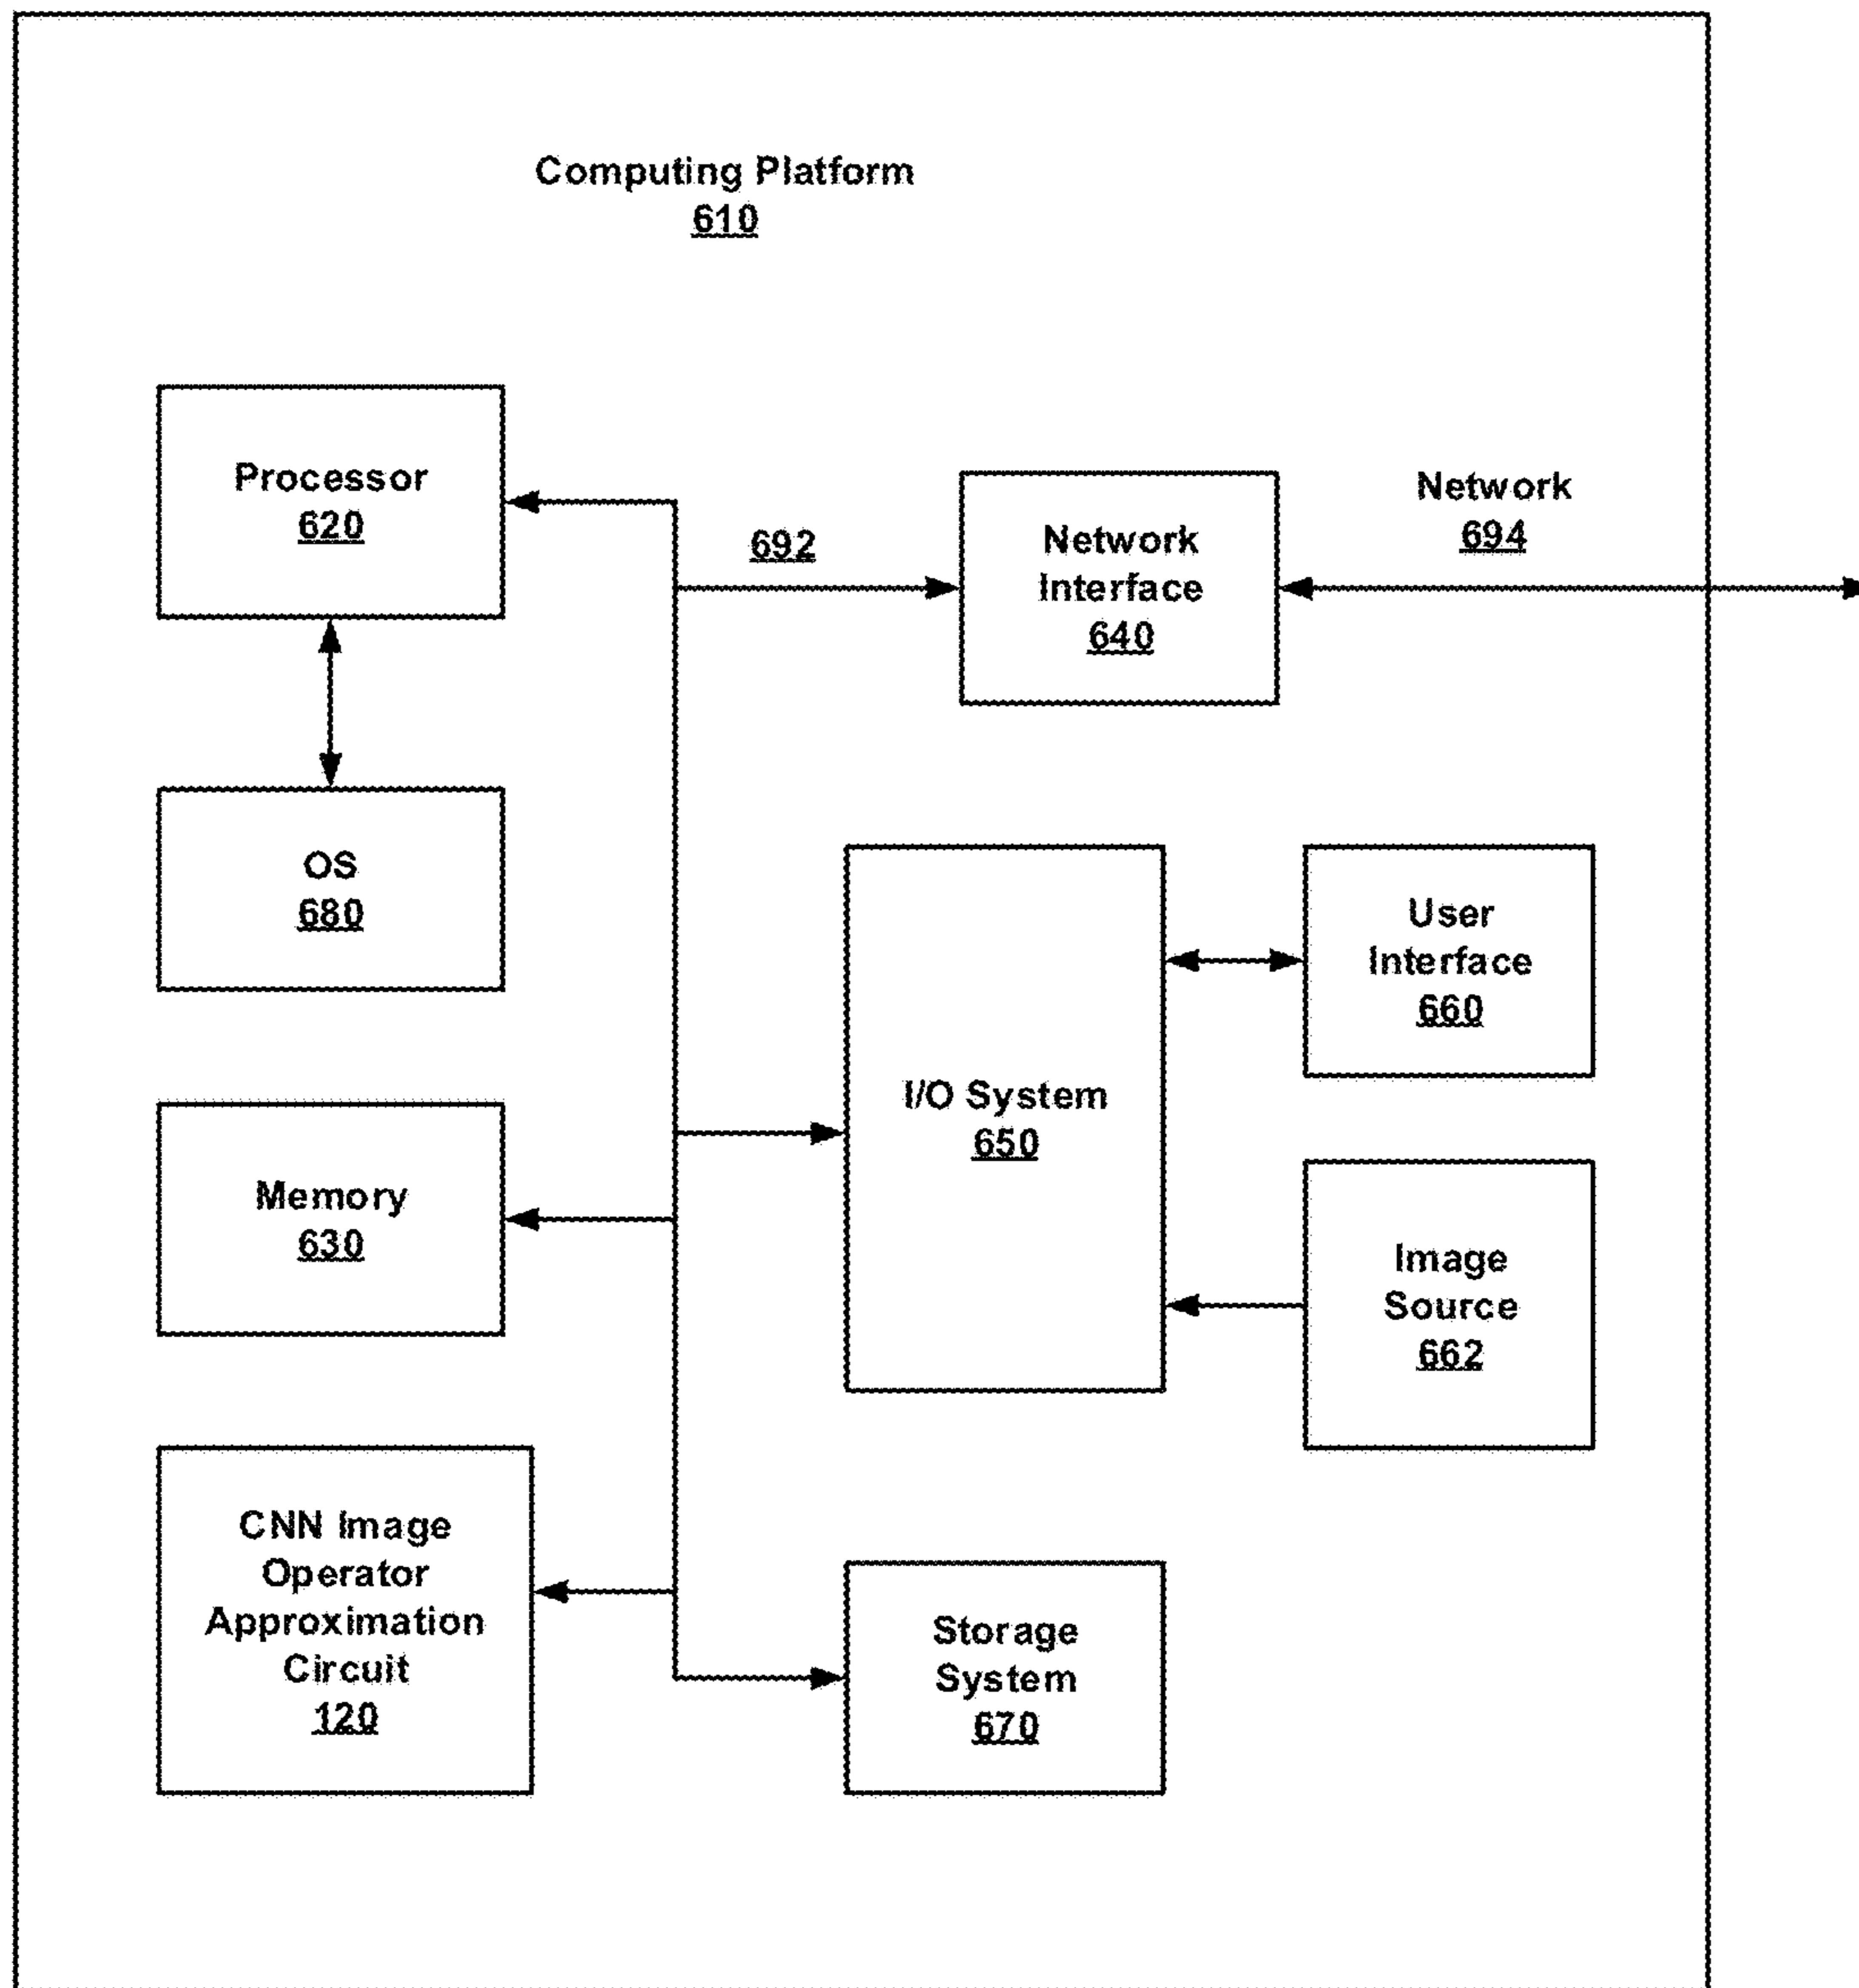 Computing Platform
610
Processor
620
692
Network
Interface
640
Network
694
OS
680
I/O System
650
User
Interface
660
Memory
630
Image
Source
662
CNN Image
Operator
Approximation
Circuit
120
Storage
System
670